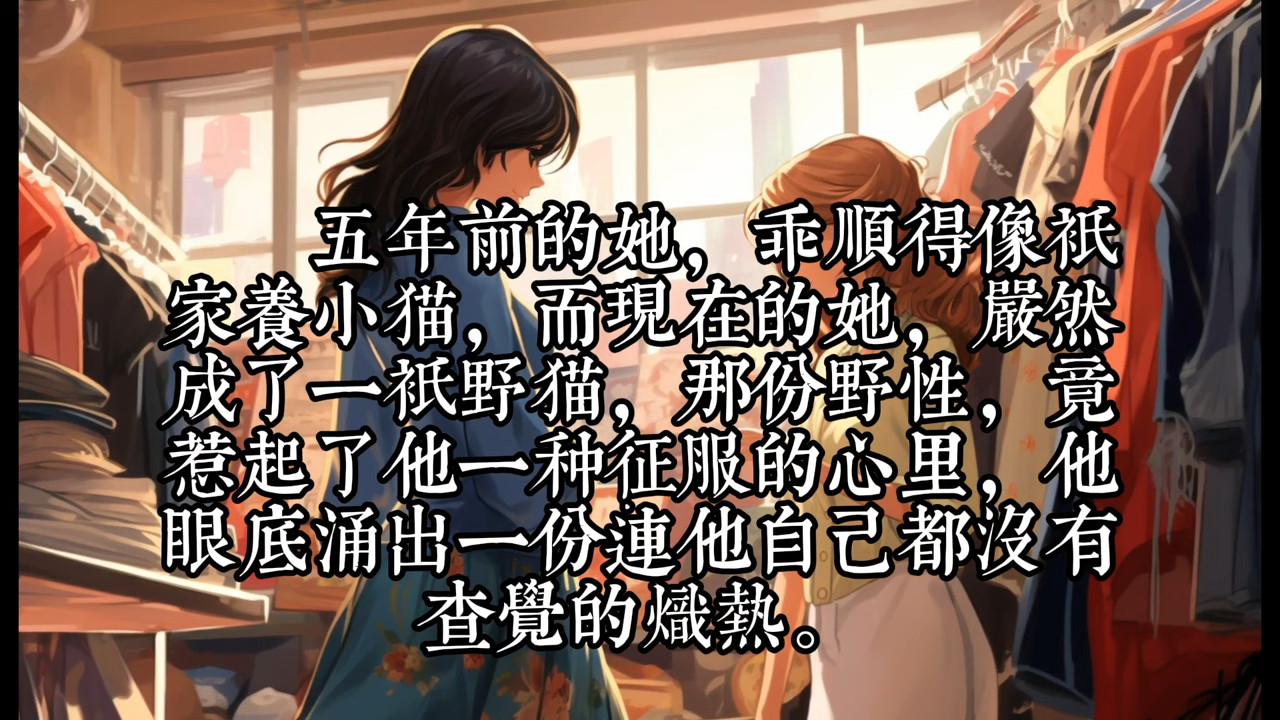 五年前的她，乖順得像衹
家養小猫，而現在的她，嚴然
成了一衹野猫，那份野性，竟
惹起了他一种征服的心里，他
眼底涌出一份連他自己都沒有
查覺的熾熱。